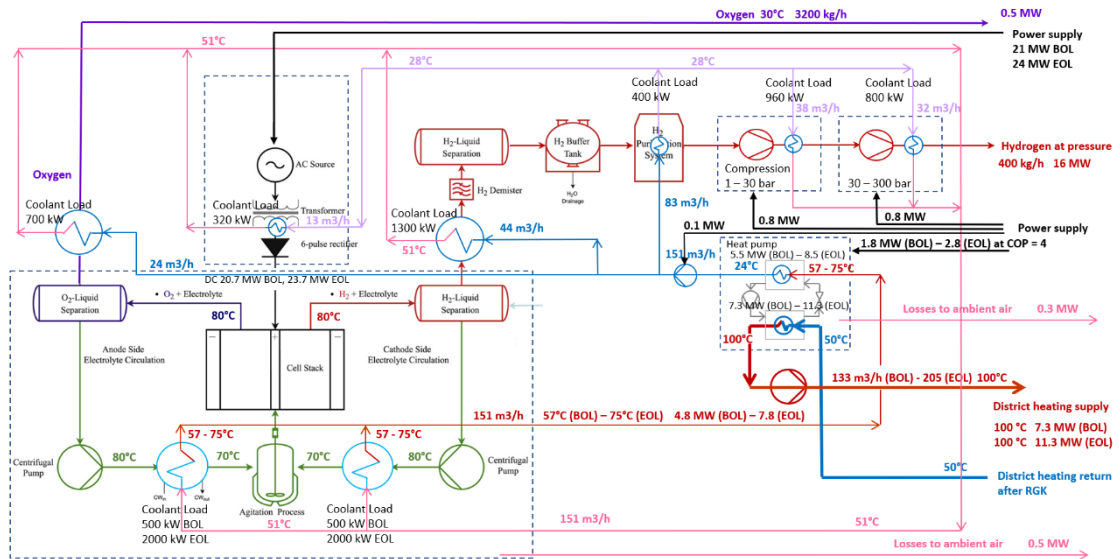 Oxygen 30°C 3200 kg/h
0.5 MW
Power supply
21 MW BOL
24 MW EOL
51°C
28°C
28°C
Coolant Load
400 kW
Coolant Load
960 kW
Coolant Load
800 kW
38 m3/h
32 m3/h
AC Source
H₂-Liquid
Separation
H₂ Buffer
Tank
H₂O
Drainage
H₂
System
Compression
1 – 30 bar
30 – 300 bar
Hydrogen at pressure
400 kg/h 16 MW
Oxygen
Transformer
Coolant Load
320 kW
13 m3/h
6-pulse rectifier
H₂ Demister
Coolant Load
1300 kW
51°C
44 m3/h
83 m3/h
Coolant Load
700 kW
24 m3/h
0.8 MW
0.8 MW
0.1 MW
Power supply
1.8 MW (BOL) – 2.8 (EOL) at COP = 4
151 m3/h
Heat pump
5.5 MW (BOL) – 8.5 (EOL)
24°C
57 - 75°C
7.3 MW (BOL) – 11.3 (EOL)
100°C
50°C
Losses to ambient air 0.3 MW
DC 20.7 MW BOL, 23.7 MW EOL
O₂-Liquid
Separation
• O₂ + Electrolyte
• H₂ + Electrolyte
H₂-Liquid
Separation
80°C
80°C
Anode Side
Electrolyte Circulation
Cathode Side
Electrolyte Circulation
Cell Stack
133 m3/h (BOL) - 205 (EOL) 100°C
District heating supply
100 °C 7.3 MW (BOL)
100 °C 11.3 MW (EOL)
151 m3/h
57°C (BOL) – 75°C (EOL) 4.8 MW (BOL) – 7.8 (EOL)
57 - 75°C
57 - 75°C
Centrifugal
Pump
80°C
70°C
70°C
80°C
Centrifugal
Pump
CWin
CWout
Agitation Process
50°C
District heating return
after RGK
Coolant Load
500 kW BOL
2000 kW EOL
51°C
Coolant Load
500 kW BOL
2000 kW EOL
151 m3/h
51°C
Losses to ambient air 0.5 MW